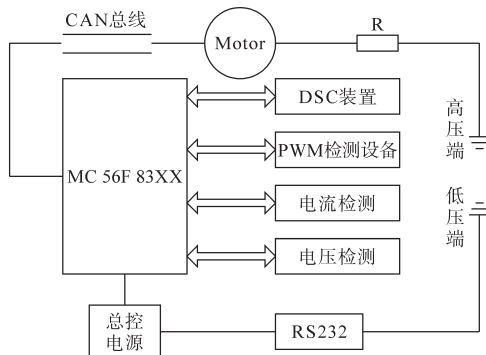 CAN总线
Motor
R
DSC装置
高压端
PWM检测设备
MC 56F 83XX
低压端
电流检测
电压检测
总控
电源
RS232